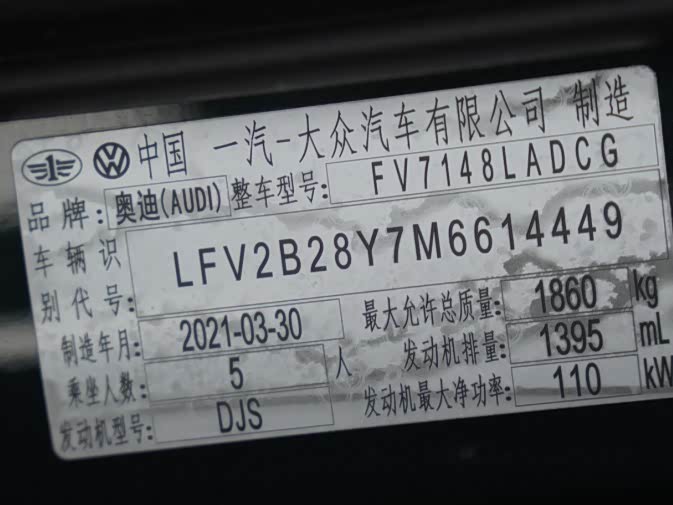 中国 一汽-大众汽车有限公司 制造
品牌: 奥迪(AUDI) 整车型号: FV7148LADCG
车辆识别代号: LFV2B28Y7M6614449
制造年月: 2021-03-30 最大允许总质量: 1860 kg
乘坐人数: 5 人 发动机排量: 1395 mL
发动机型号: DJS 发动机最大净功率: 110 kW